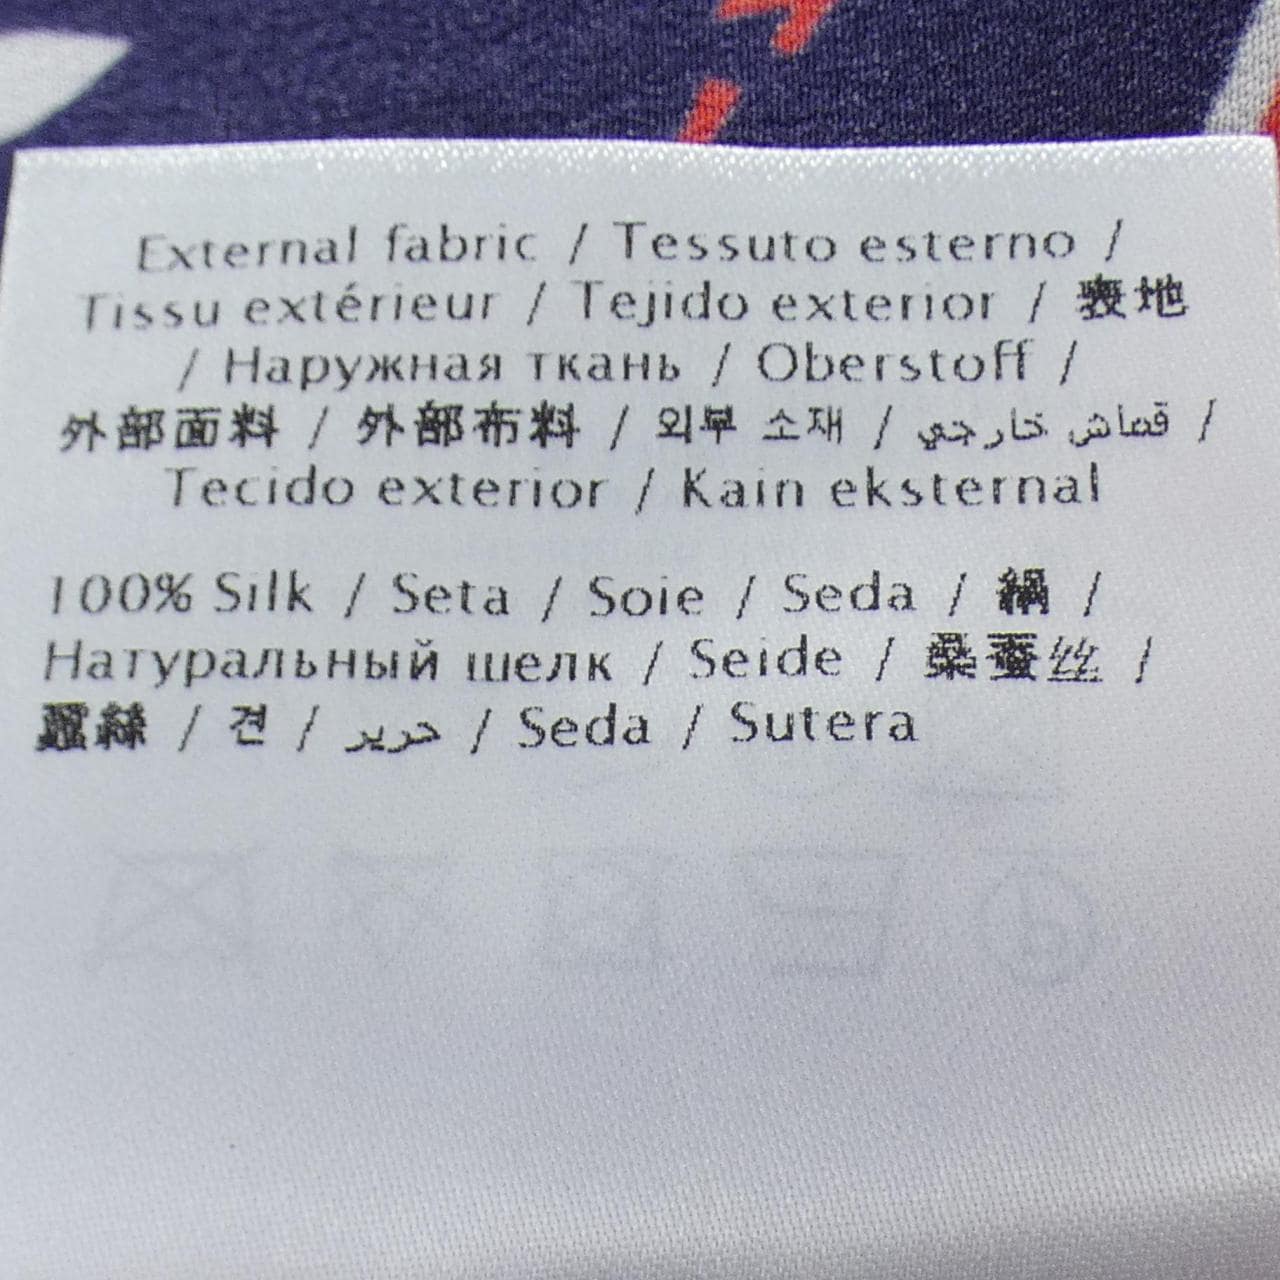 External fabric / Tessuto esterno /
Tissu extérieur / Tejido exterior / 表地
/ Наружная ткань / Oberstoff /
外部面料 / 外部布料 / 외부 소재 / قماش خارجي /
Tecido exterior / Kain eksternal
100% Silk / Seta / Soie / Seda / 絹 /
Натуральный шелк / Seide / 桑蚕丝 /
蠶絲 / 견 / حرير / Seda / Sutera